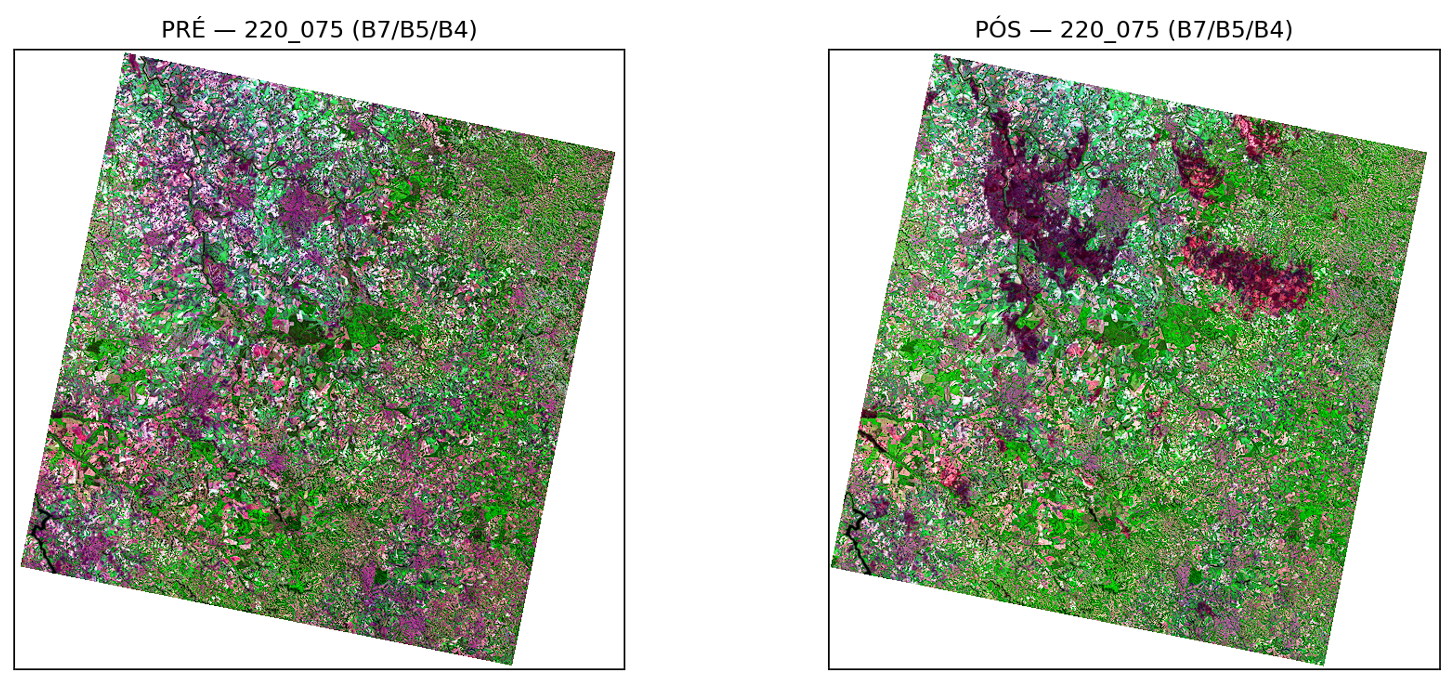 PRÉ — 220_075 (B7/B5/B4)
PÓS — 220_075 (B7/B5/B4)